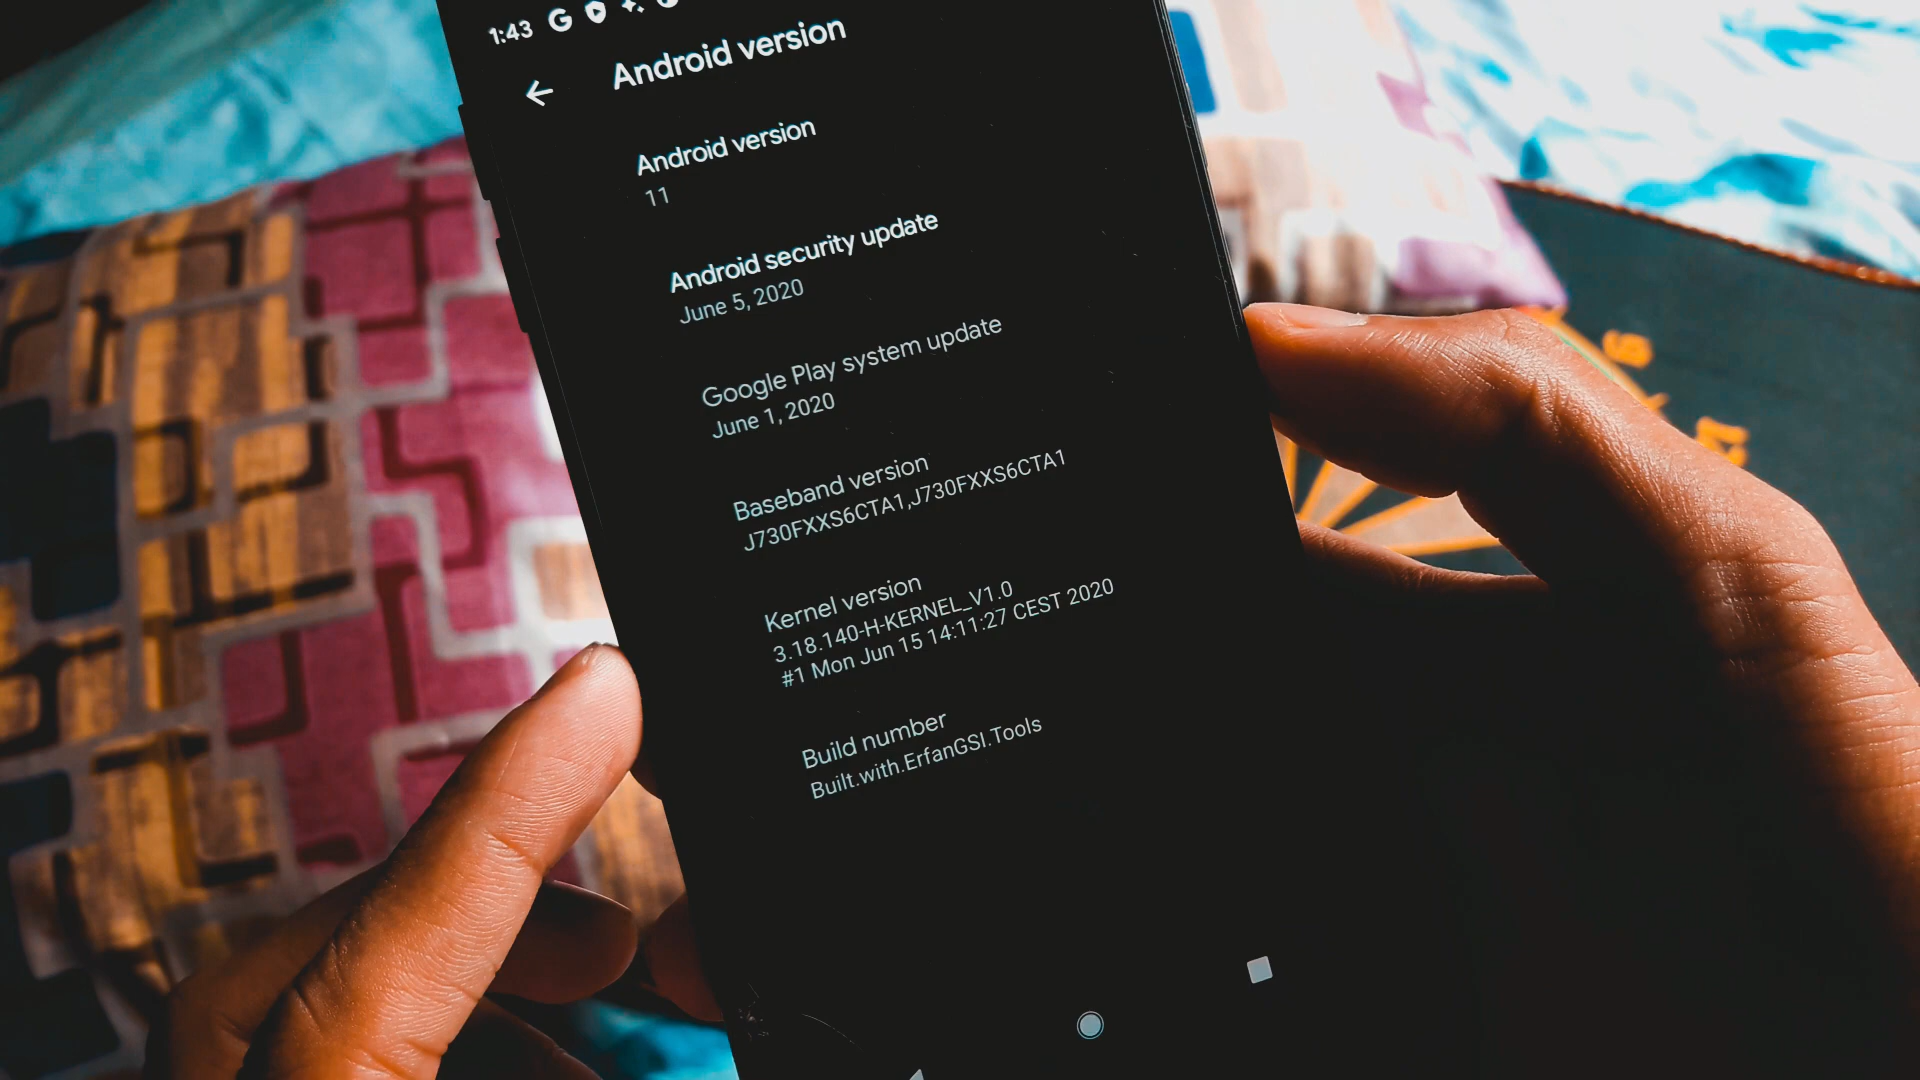 1:43
Android version
Android version
11
Android security update
June 5, 2020
Google Play system update
June 1, 2020
Baseband version
J730FXXS6CTA1,J730FXXS6CTA1
Kernel version
3.18.140-H-KERNEL_V1.0
#1 Mon Jun 15 14:11:27 CEST 2020
Build number
Built.with.ErfanGSI.Tools